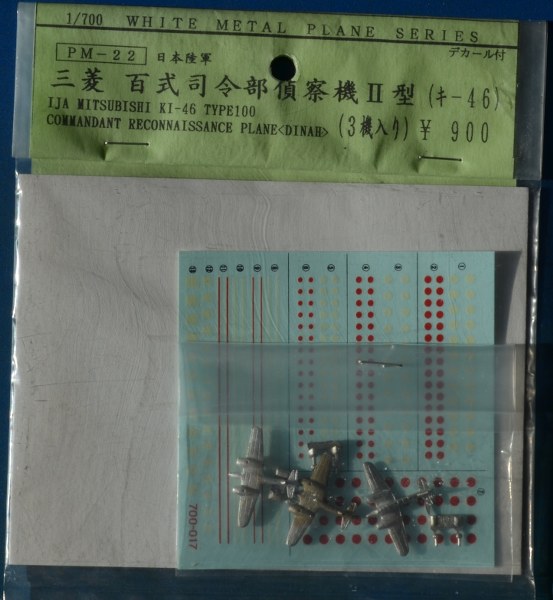 1/700 WHITE METAL PLANE SERIES
PM-22 日本陸軍 デカール付
三菱 百式司令部偵察機Ⅱ型(キ-46)
IJA MITSUBISHI KI-46 TYPE100
COMMANDANT RECONNAISSANCE PLANE<DINAH> (3機入り) ¥ 900
700-017